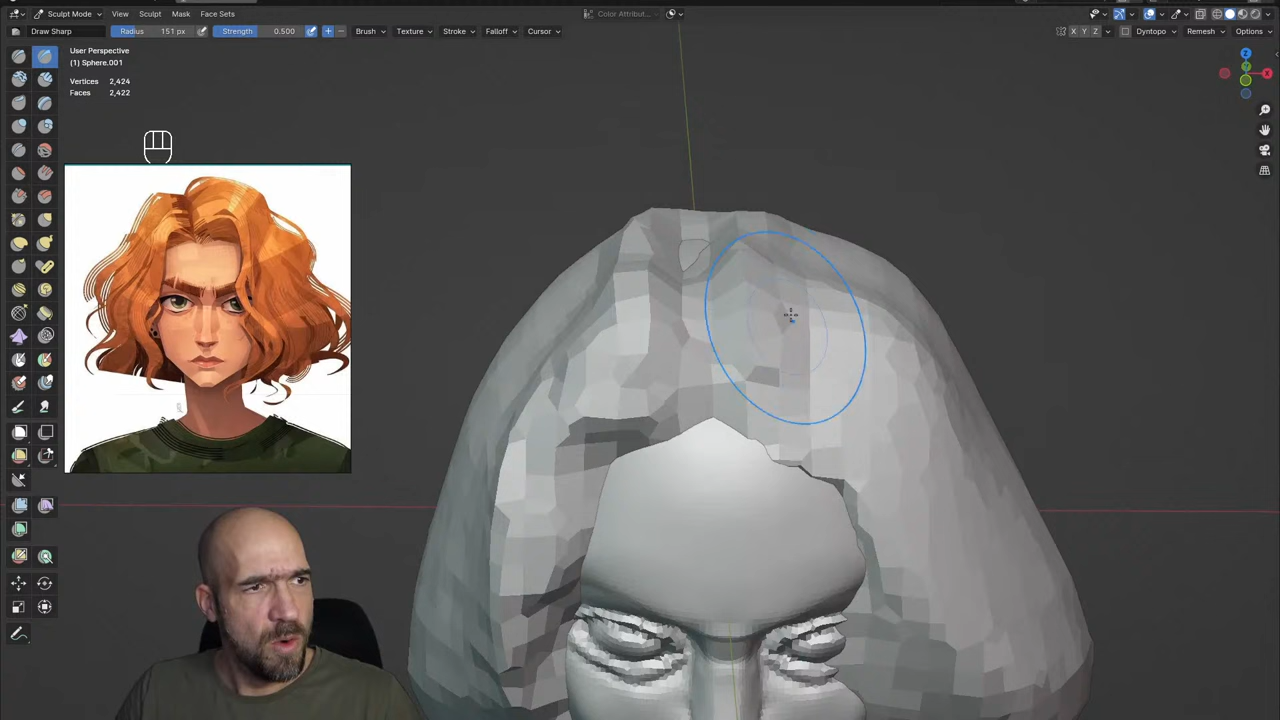 Sculpt Mode View Sculpt Mask Face Sets Color Attribut... Options
Draw Sharp Radius 151 px Strength 0.500 Brush Texture Stroke Falloff Cursor X Y Z Dyntopo Remesh Options
User Perspective
(1) Sphere.001
Vertices 2,424
Faces 2,422
Z
Y
X